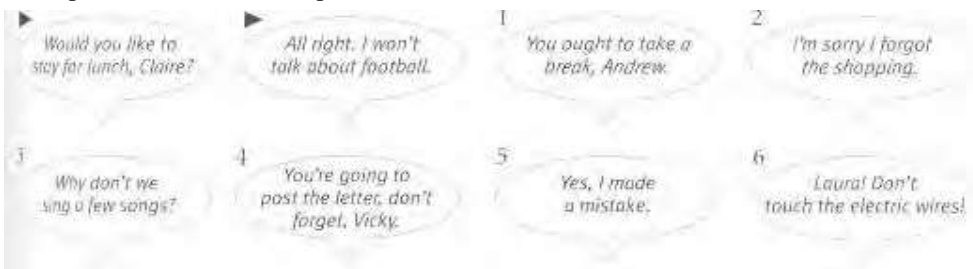 Would you like to
stay for lunch, Claire?
All right. I won't
talk about football.
1
You ought to take a
break, Andrew.
2
I'm sorry I forgot
the shopping.
3
Why don't we
sing a few songs?
4
You're going to
post the letter, don't
forget, Vicky.
5
Yes, I made
a mistake.
6
Laura! Don't
touch the electric wires!